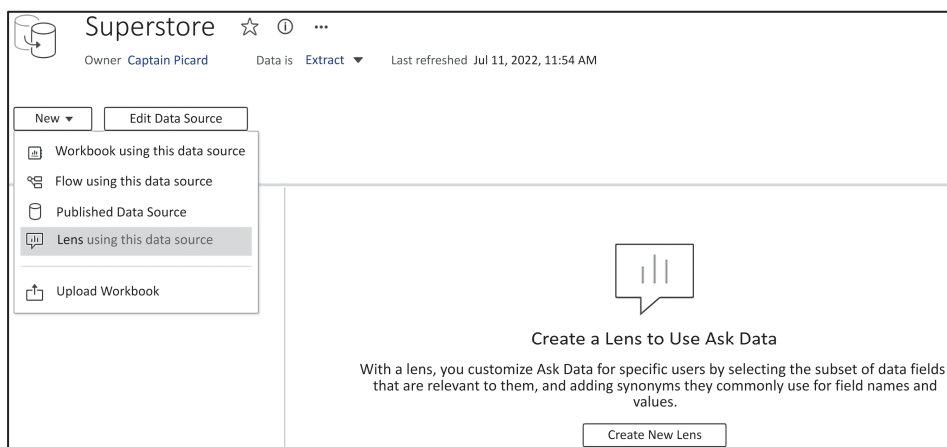 Superstore
Owner Captain Picard Data is Extract Last refreshed Jul 11, 2022, 11:54 AM
New Edit Data Source
Workbook using this data source
Flow using this data source
Published Data Source
Lens using this data source
Upload Workbook
Create a Lens to Use Ask Data
With a lens, you customize Ask Data for specific users by selecting the subset of data fields
that are relevant to them, and adding synonyms they commonly use for field names and
values.
Create New Lens